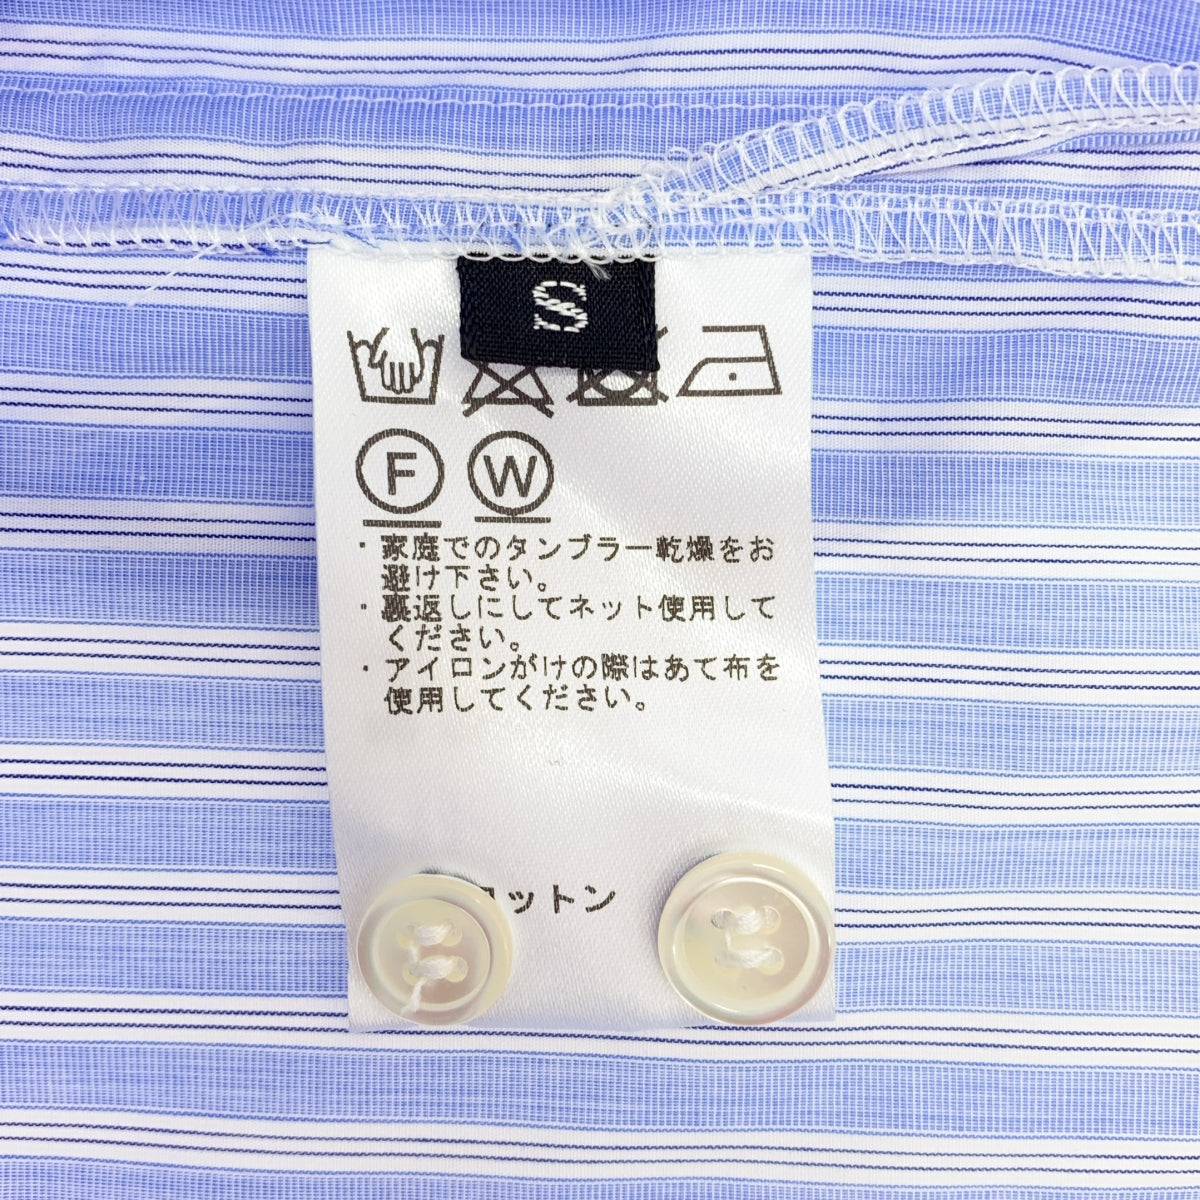 S
F W
・家庭でのタンブラー乾燥をお
避け下さい。
・裏返しにしてネット使用して
ください。
・アイロンがけの際はあて布を
使用してください。
コットン